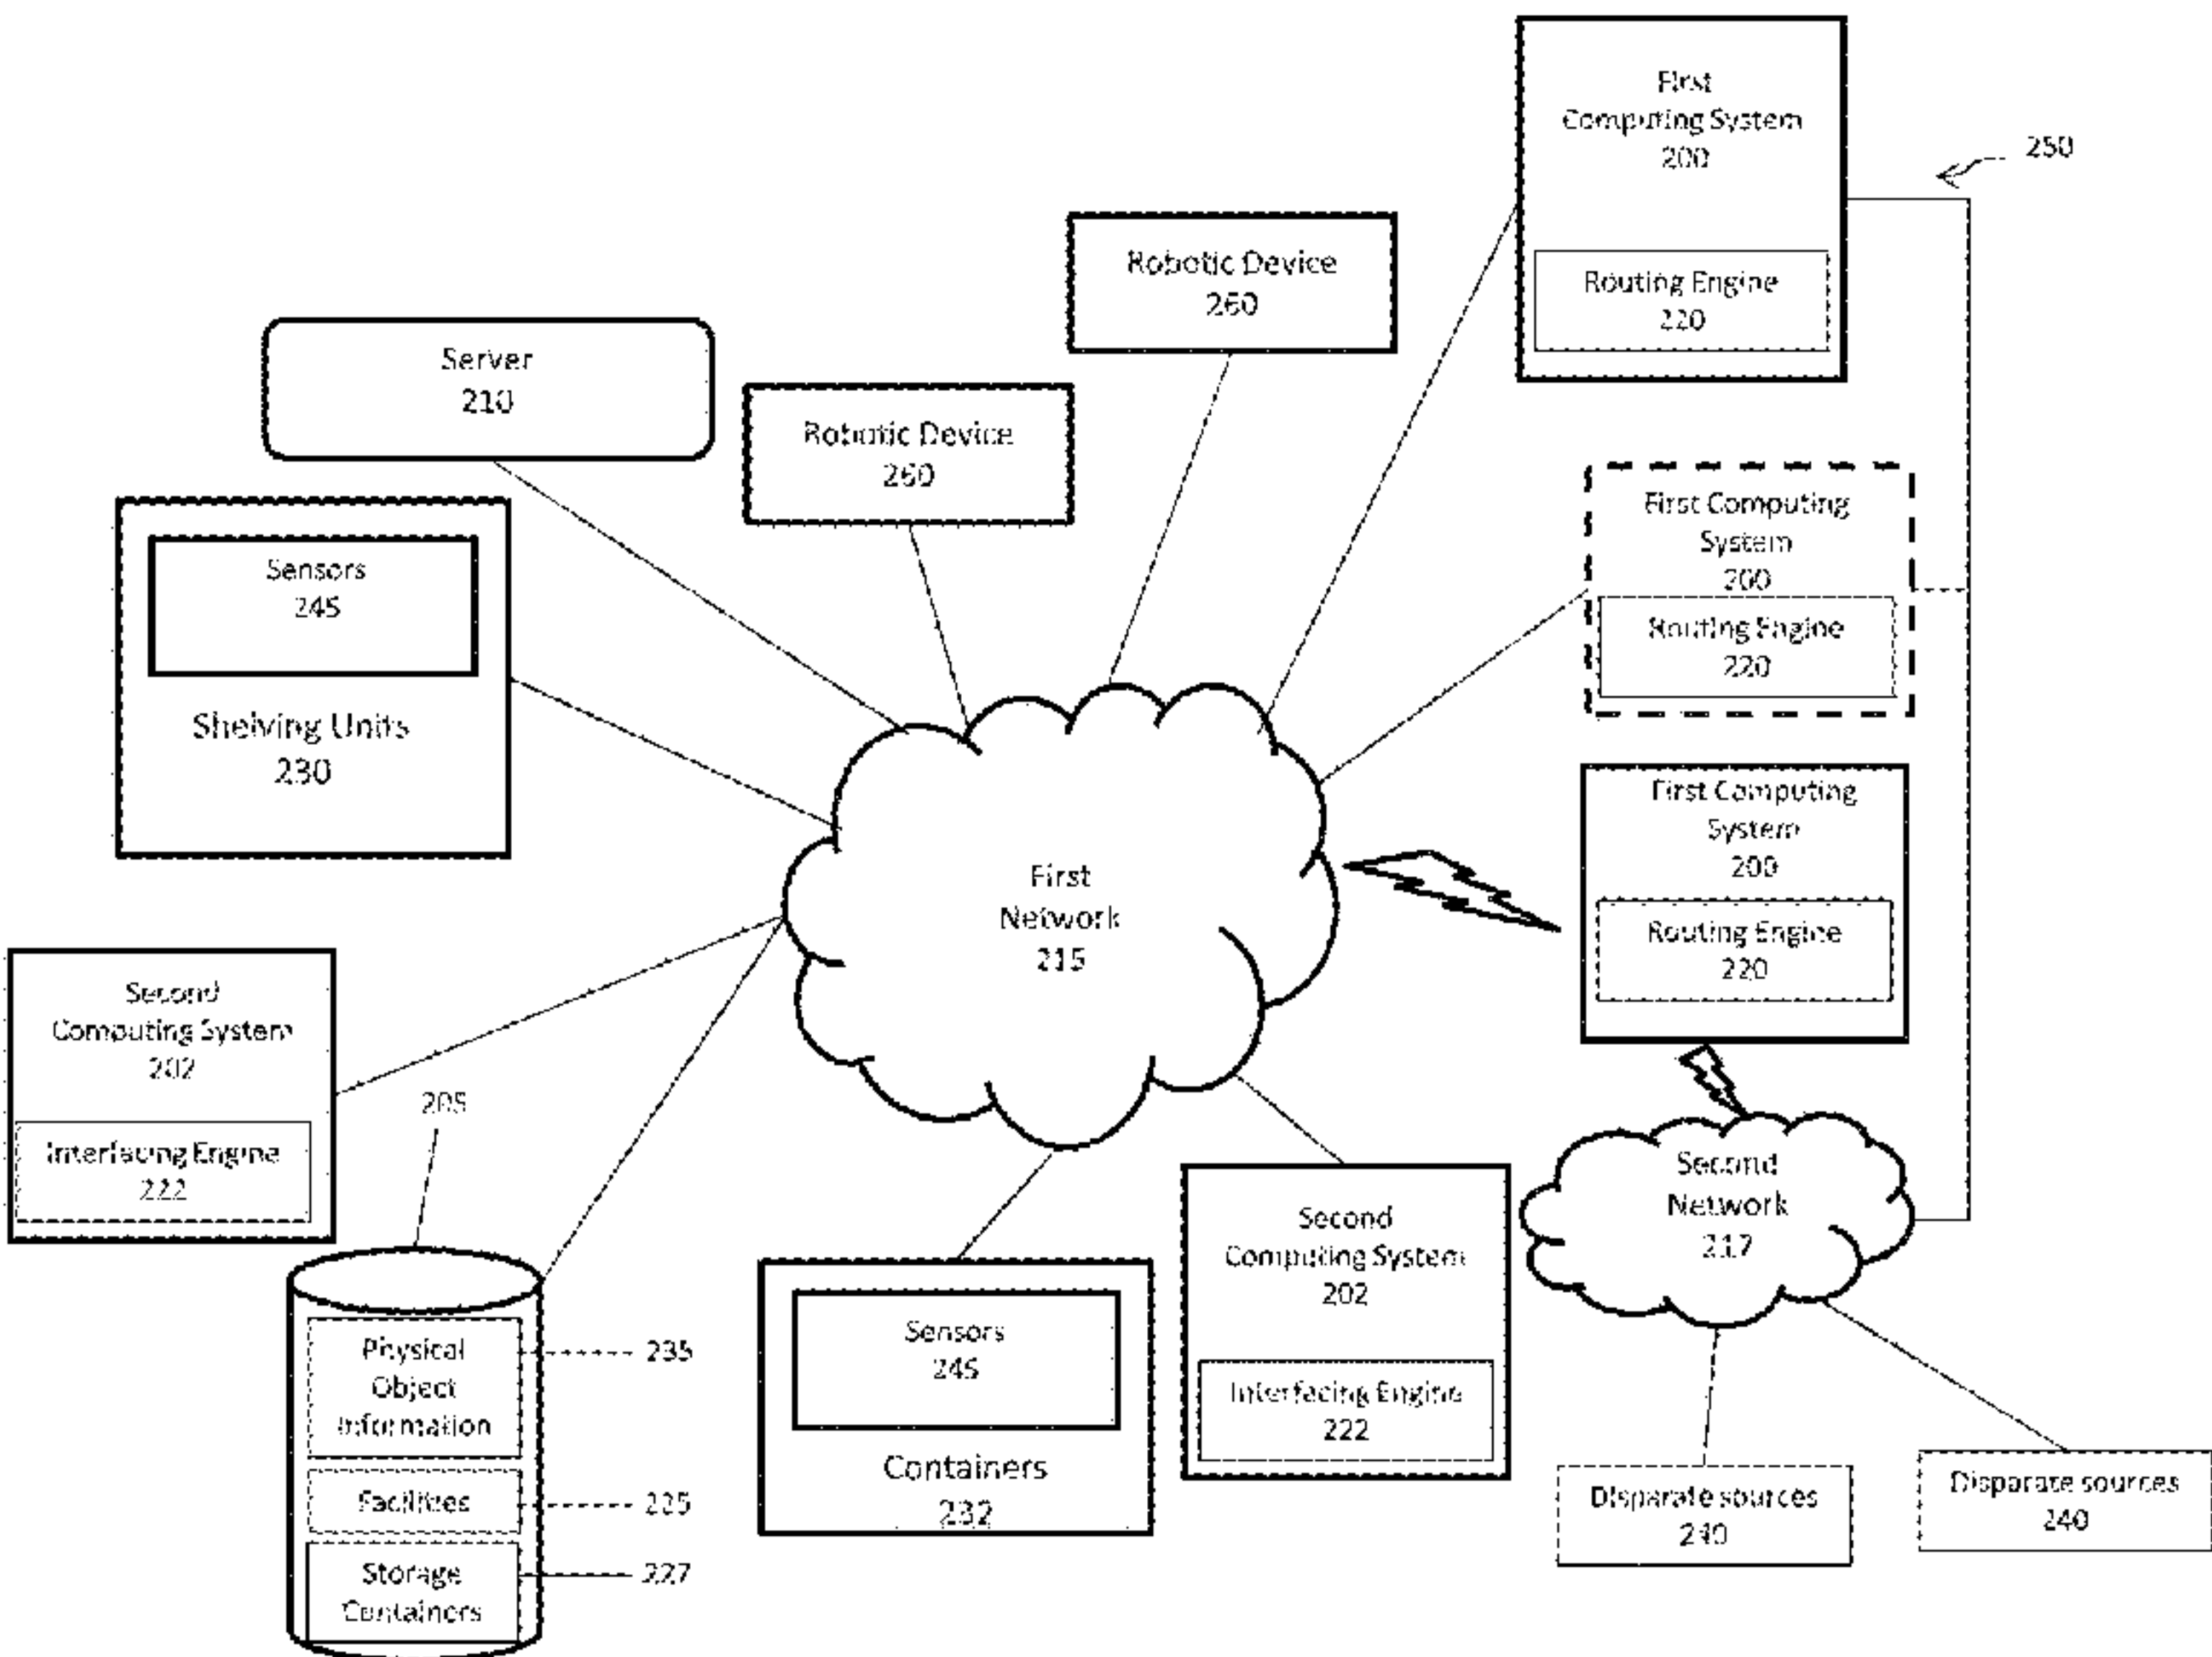 First
Computing System
200
Routing Engine
220
250
Robotic Device
260
Server
210
Robotic Device
260
First Computing
System
200
Routing Engine
220
Sensors
245
Shelving Units
230
First Computing
System
200
Routing Engine
220
First
Network
215
Second
Computing System
202
Interfacing Engine
222
205
Second
Network
217
Second
Computing System
202
Interfacing Engine
222
Sensors
245
Containers
232
Physical
Object
Information
235
Facilities
225
Storage
Containers
227
Disparate sources
240
Disparate sources
240